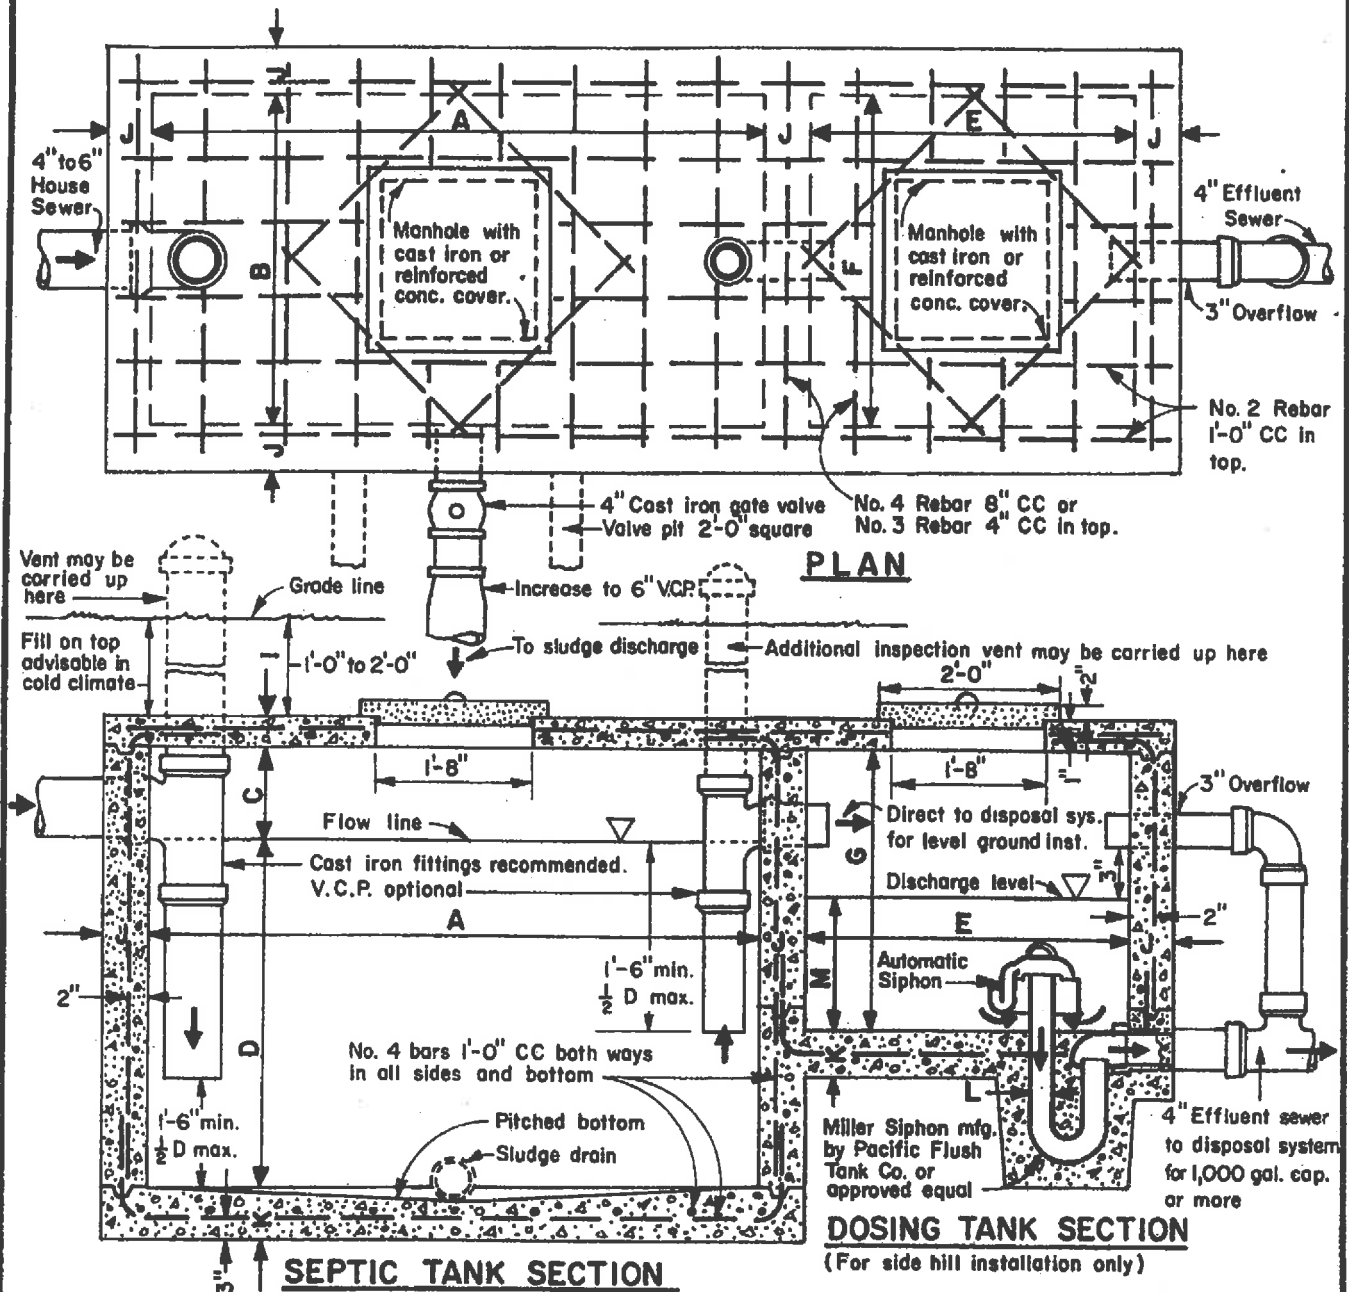 J
A
J
E
J
J
4" to 6"
House
Sewer
Manhole with
cast iron or
reinforced
conc. cover.
Manhole with
cast iron or
reinforced
conc. cover.
4" Effluent
Sewer
B
F
3" Overflow
J
No. 2 Rebar
1'-0" CC in
top.
4" Cast iron gate valve
Valve pit 2'-0" square
No. 4 Rebar 8" CC or
No. 3 Rebar 4" CC in top.
PLAN
Vent may be
carried up
here
Grade line
Increase to 6" V.C.P.
Fill on top
advisable in
cold climate
I
1'-0" to 2'-0"
To sludge discharge
Additional inspection vent may be carried up here
2'-0"
2"
1'-8"
1'-8"
1"
C
Flow line
3" Overflow
Direct to disposal sys.
for level ground inst.
G
Cast iron fittings recommended.
V.C.P. optional
Discharge level
3"
J
A
J
E
J
2"
2"
1'-6" min.
1/2 D max.
M
Automatic
Siphon
D
No. 4 bars 1'-0" CC both ways
in all sides and bottom
K
L
1'-6" min.
1/2 D max.
Pitched bottom
Sludge drain
Miller Siphon mfg.
by Pacific Flush
Tank Co. or
approved equal
4" Effluent sewer
to disposal system
for 1,000 gal. cap.
or more
K
3"
SEPTIC TANK SECTION
DOSING TANK SECTION
(For side hill installation only)